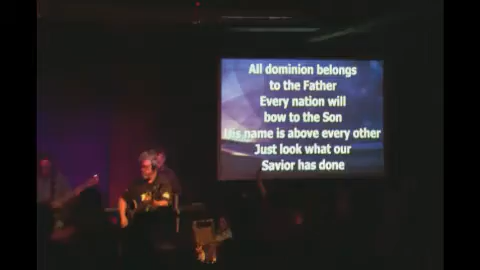 All dominion belongs
to the Father
Every nation will
bow to the Son
His name is above every other
Just look what our
Savior has done